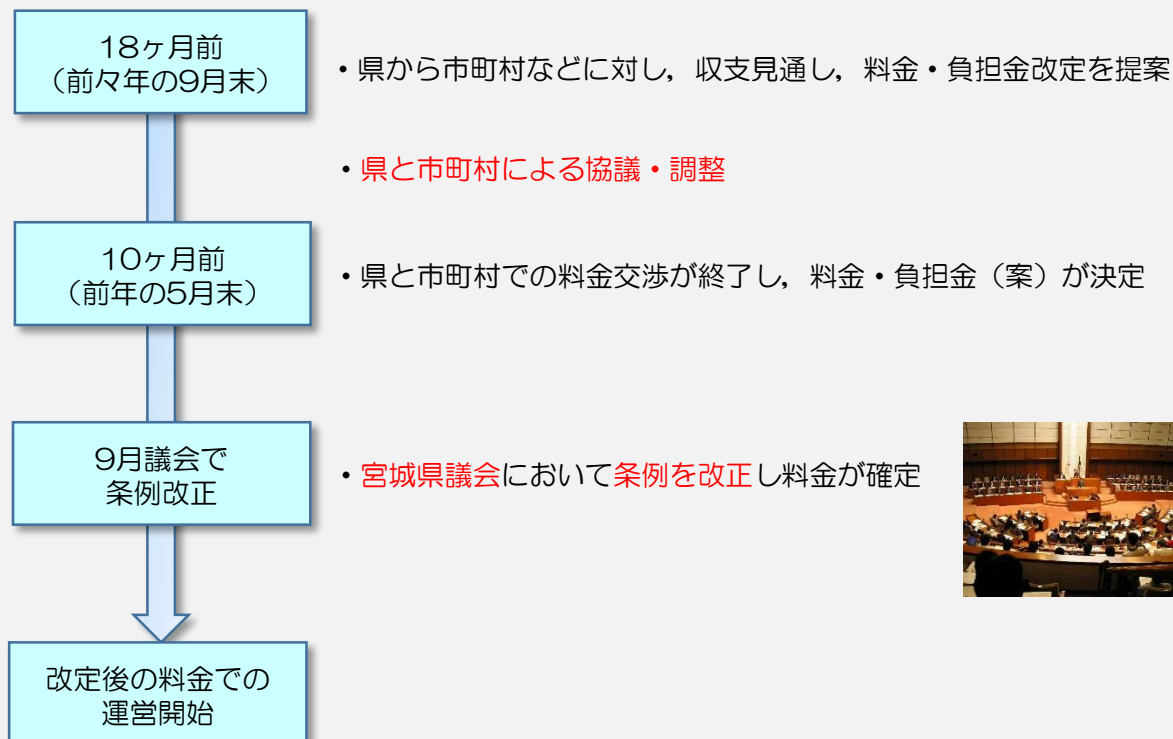 18ヶ月前
(前々年の9月末)
・県から市町村などに対し,収支見通し,料金・負担金改定を提案
・県と市町村による協議・調整
10ヶ月前
(前年の5月末)
・県と市町村での料金交渉が終了し,料金・負担金(案)が決定
9月議会で
条例改正
・宮城県議会において条例を改正し料金が確定
改定後の料金での
運営開始